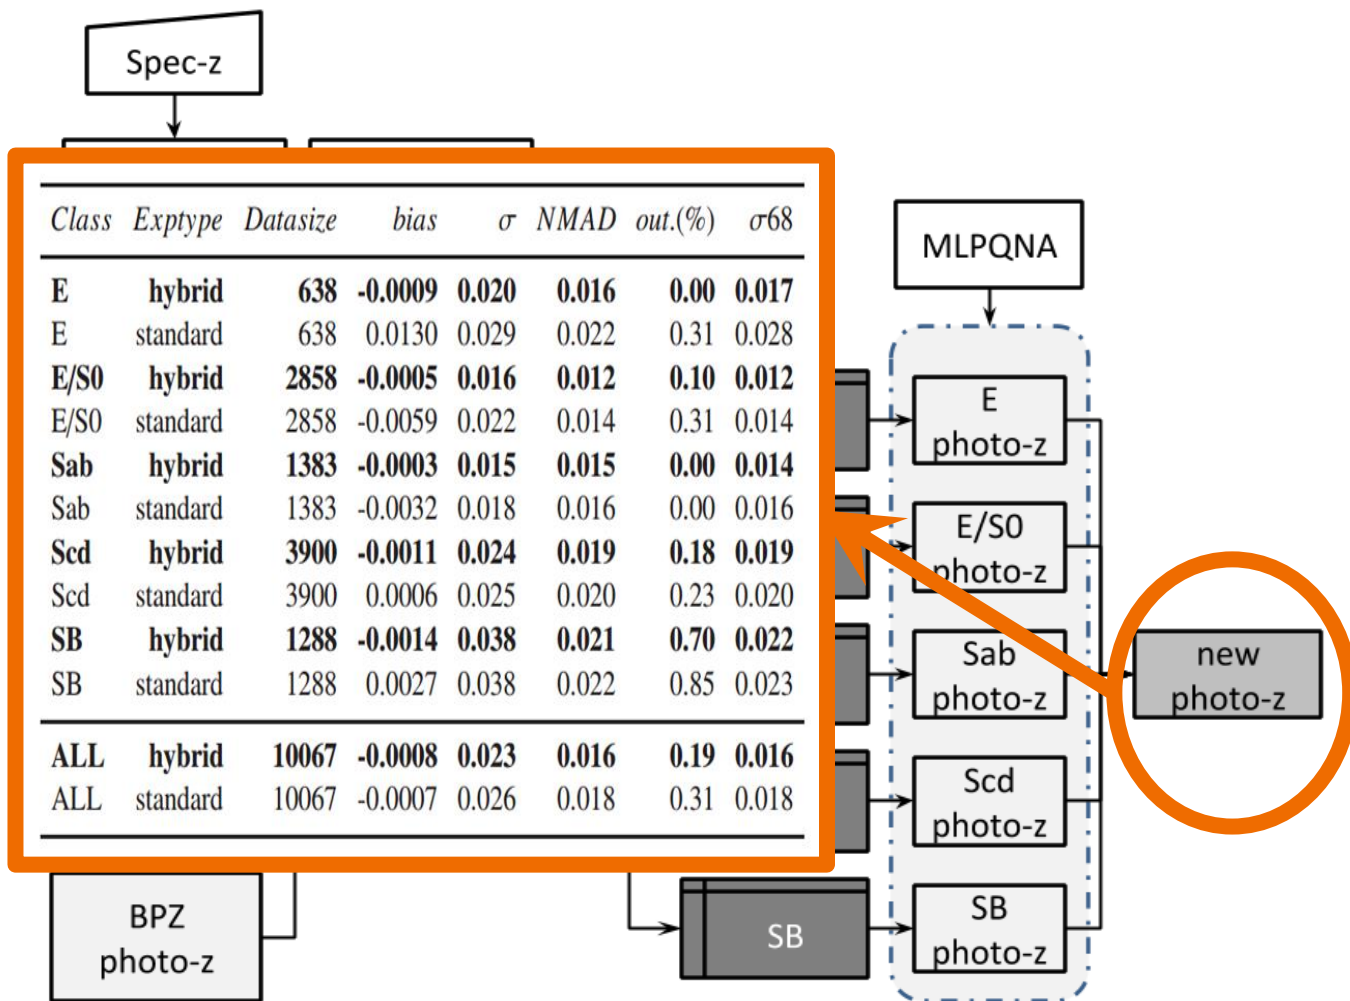 Spec-z
Class Exptype Datasize bias σ NMAD out.(%) σ68
E hybrid 638 -0.0009 0.020 0.016 0.00 0.017
E standard 638 0.0130 0.029 0.022 0.31 0.028
E/S0 hybrid 2858 -0.0005 0.016 0.012 0.10 0.012
E/S0 standard 2858 -0.0059 0.022 0.014 0.31 0.014
Sab hybrid 1383 -0.0003 0.015 0.015 0.00 0.014
Sab standard 1383 -0.0032 0.018 0.016 0.00 0.016
Scd hybrid 3900 -0.0011 0.024 0.019 0.18 0.019
Scd standard 3900 0.0006 0.025 0.020 0.23 0.020
SB hybrid 1288 -0.0014 0.038 0.021 0.70 0.022
SB standard 1288 0.0027 0.038 0.022 0.85 0.023
ALL hybrid 10067 -0.0008 0.023 0.016 0.19 0.016
ALL standard 10067 -0.0007 0.026 0.018 0.31 0.018
MLPQNA
E
photo-z
E/S0
photo-z
Sab
photo-z
Scd
photo-z
SB
photo-z
new
photo-z
BPZ
photo-z
SB